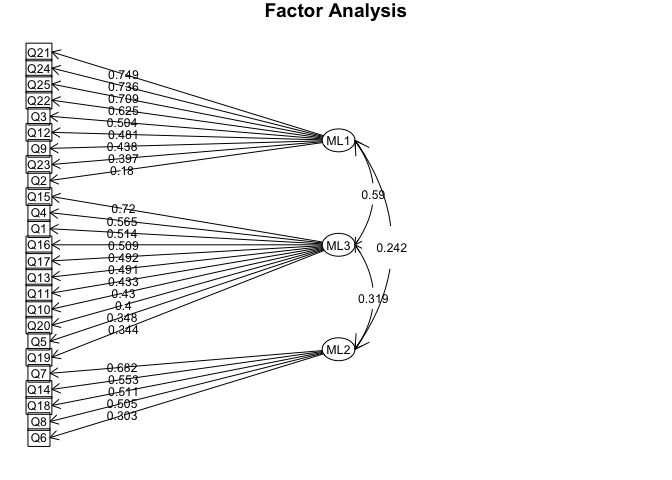 Factor Analysis
Q21
Q24
Q25
Q22
Q3
Q12
Q9
Q23
Q2
Q15
Q4
Q1
Q16
Q17
Q13
Q11
Q10
Q20
Q5
Q19
Q7
Q14
Q18
Q8
Q6
0.749
0.736
0.709
0.625
0.504
0.481
0.438
0.397
0.18
0.72
0.565
0.514
0.509
0.492
0.491
0.433
0.43
0.4
0.348
0.344
0.682
0.553
0.511
0.505
0.303
ML1
ML3
ML2
0.59
0.242
0.319